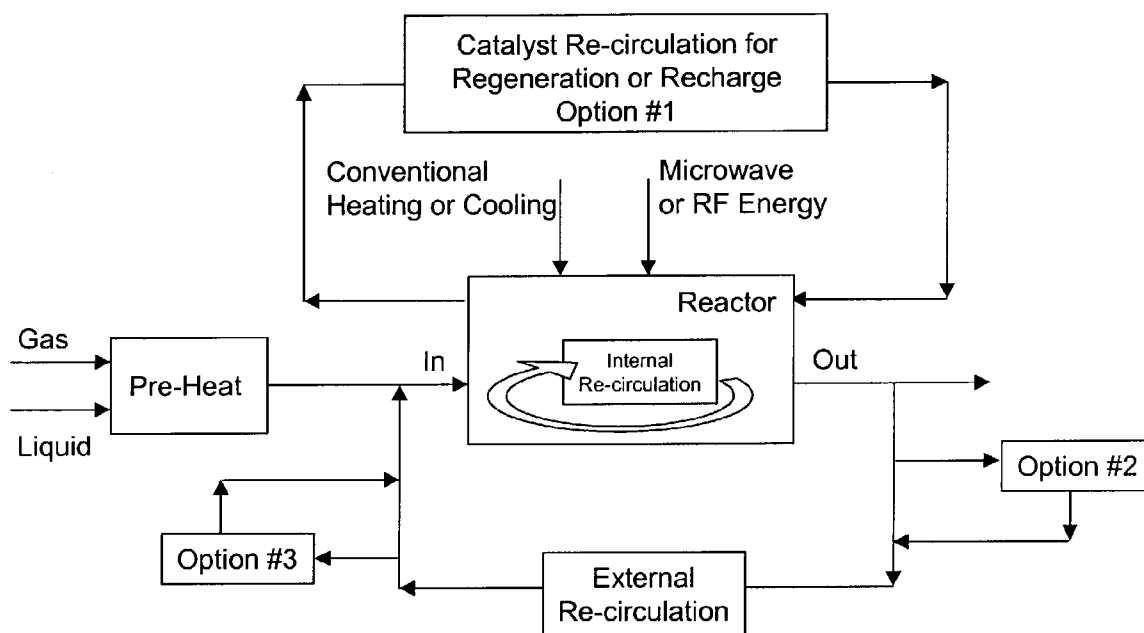 Catalyst Re-circulation for
Regeneration or Recharge
Option #1
Conventional
Heating or Cooling
Microwave
or RF Energy
Reactor
Gas
Pre-Heat
Liquid
In
Internal
Re-circulation
Out
Option #2
Option #3
External
Re-circulation